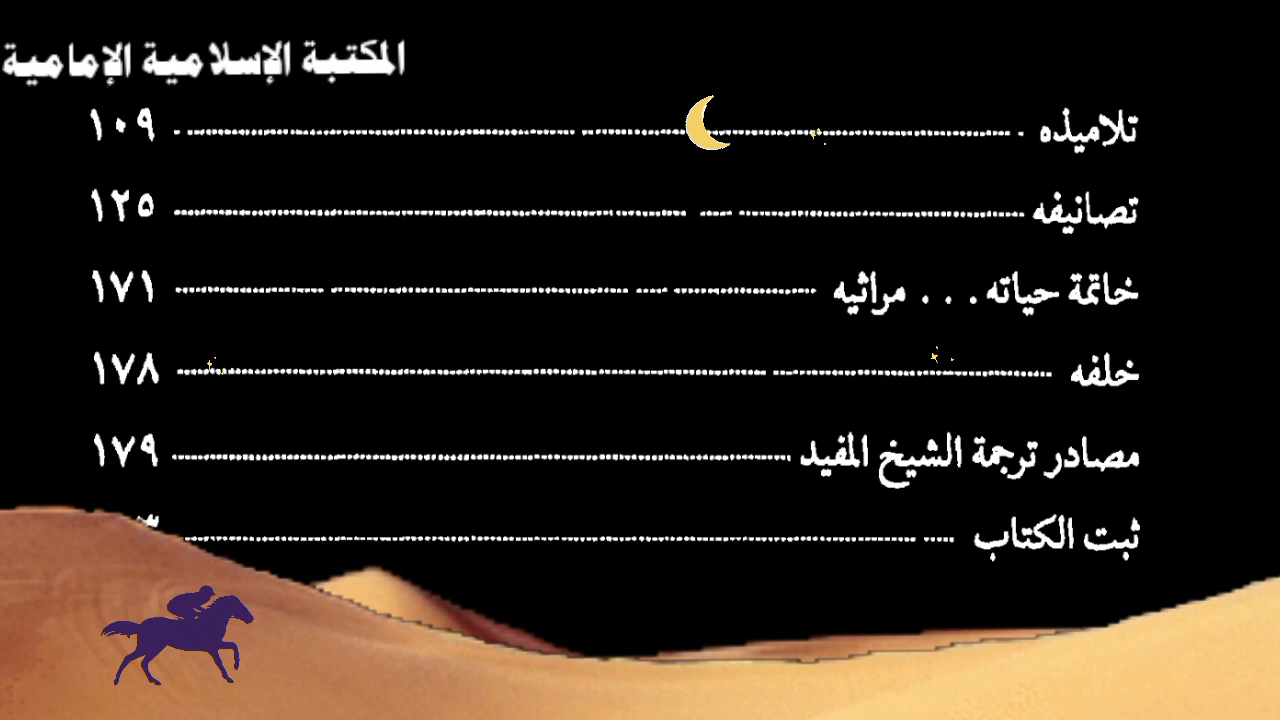 المكتبة الإسلامية الإمامية
تلاميذه ١٠٩
تصانيفه ١٢٥
خاتمة حياته . . . مراثيه ١٧١
خلفه ١٧٨
مصادر ترجمة الشيخ المفيد ١٧٩
ثبت الكتاب